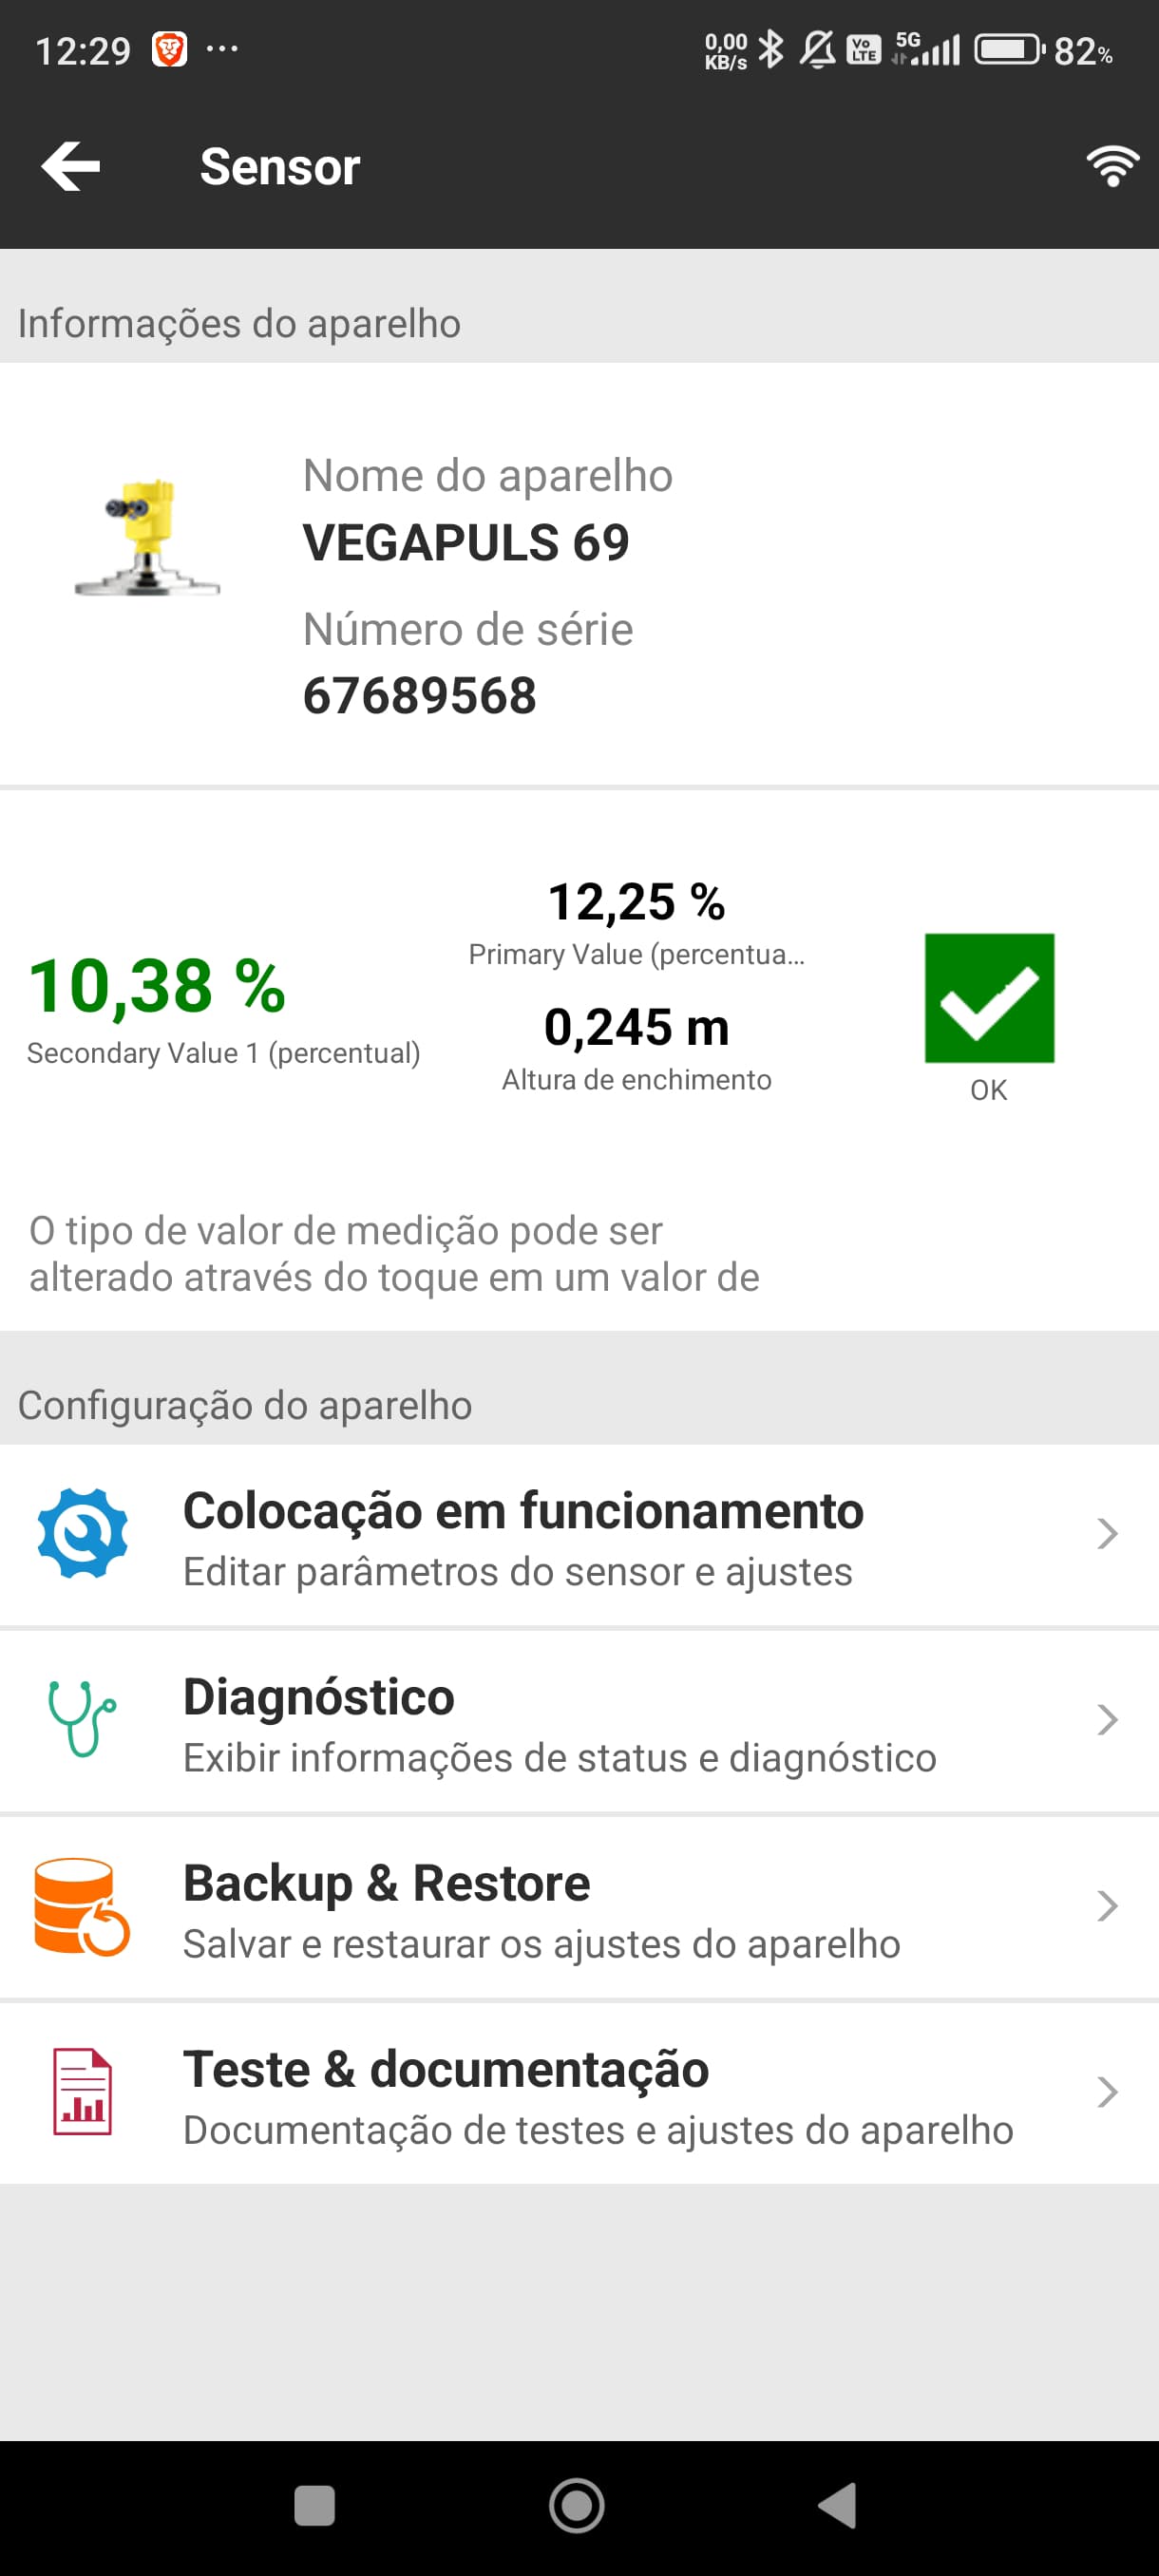 12:29 ... 0,00 KB/s Vo LTE 5G 82%
Sensor
Informações do aparelho
Nome do aparelho
VEGAPULS 69
Número de série
67689568
10,38 %
Secondary Value 1 (percentual)
12,25 %
Primary Value (percentua...
0,245 m
Altura de enchimento
OK
O tipo de valor de medição pode ser
alterado através do toque em um valor de
Configuração do aparelho
Colocação em funcionamento
Editar parâmetros do sensor e ajustes
Diagnóstico
Exibir informações de status e diagnóstico
Backup & Restore
Salvar e restaurar os ajustes do aparelho
Teste & documentação
Documentação de testes e ajustes do aparelho